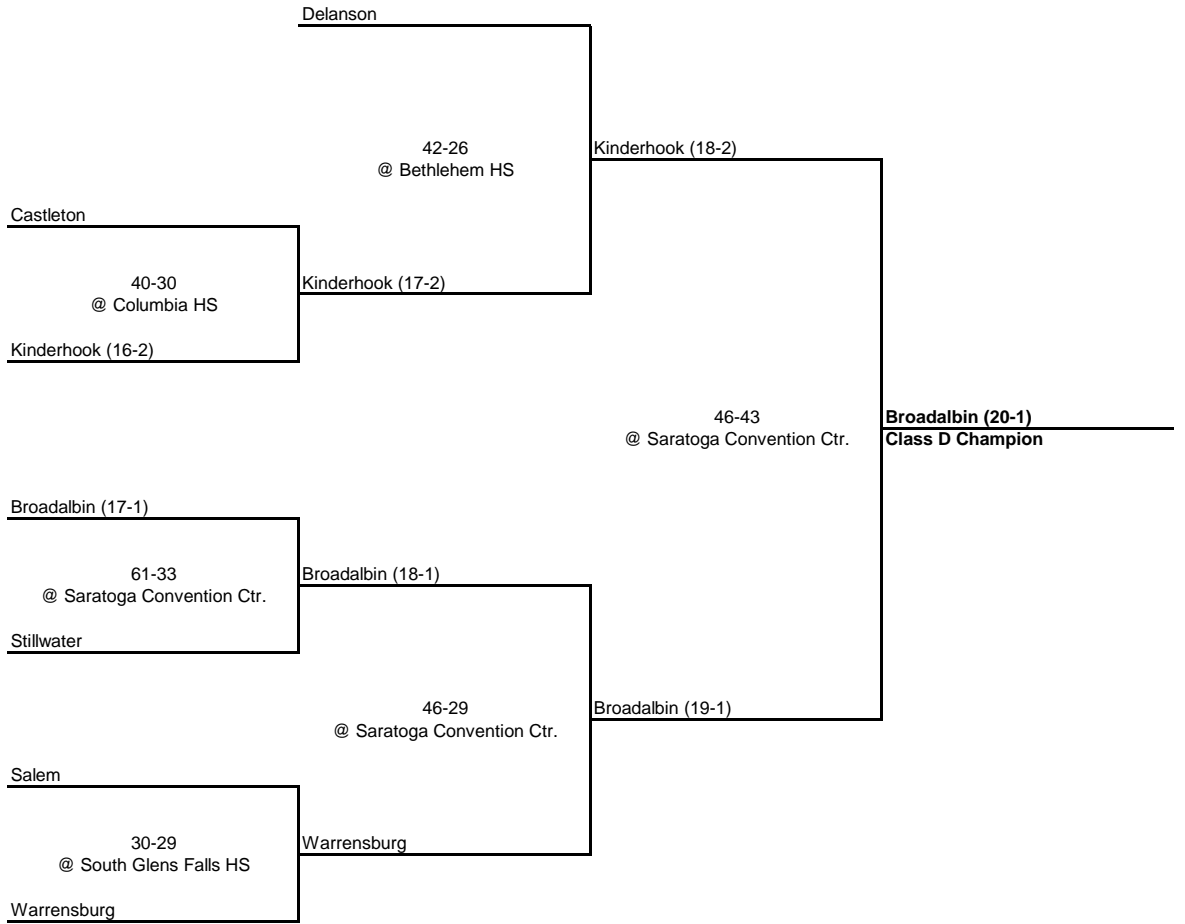 Delanson
42-26
@ Bethlehem HS
Kinderhook (18-2)
Castleton
40-30
@ Columbia HS
Kinderhook (17-2)
Kinderhook (16-2)
46-43
@ Saratoga Convention Ctr.
Broadalbin (20-1)
Class D Champion
Broadalbin (17-1)
61-33
@ Saratoga Convention Ctr.
Broadalbin (18-1)
Stillwater
46-29
@ Saratoga Convention Ctr.
Broadalbin (19-1)
Salem
30-29
@ South Glens Falls HS
Warrensburg
Warrensburg